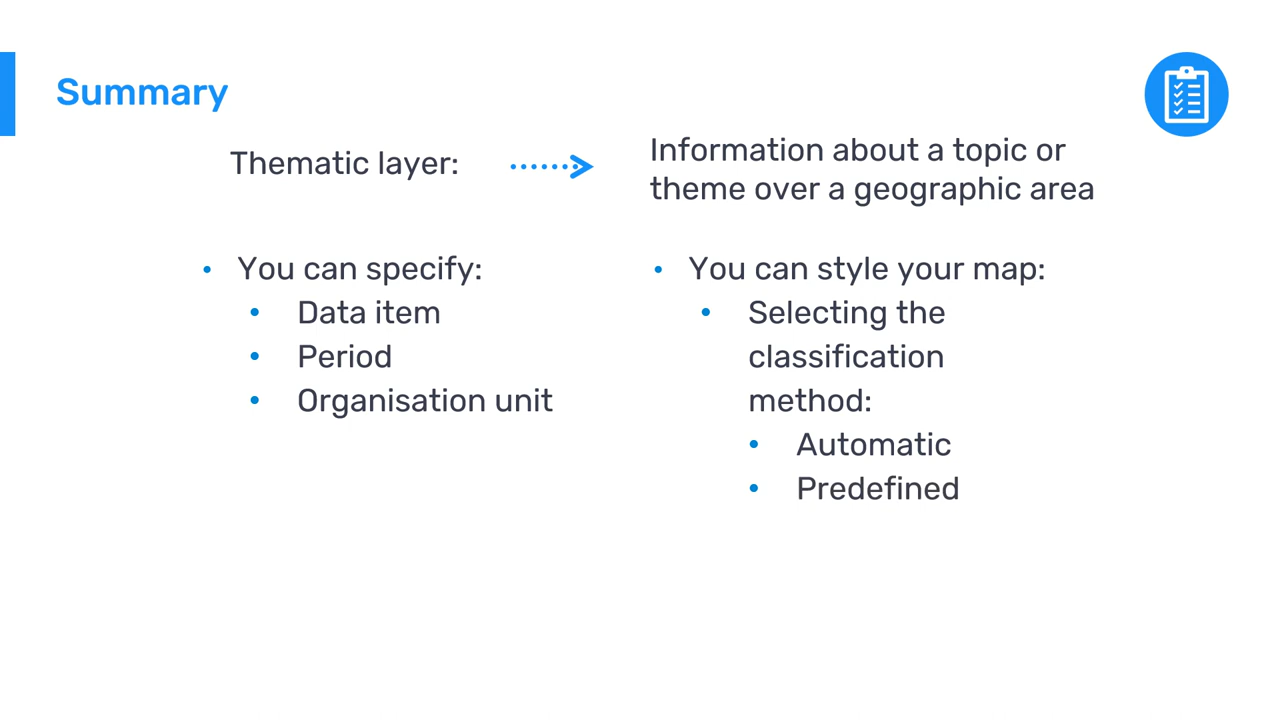 Summary
Thematic layer:
Information about a topic or
theme over a geographic area
• You can specify:
• Data item
• Period
• Organisation unit
• You can style your map:
• Selecting the
classification
method:
• Automatic
• Predefined